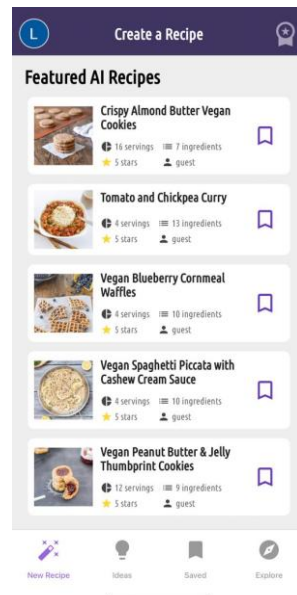 L
Create a Recipe
Featured AI Recipes
Crispy Almond Butter Vegan
Cookies
16 servings 7 ingredients
5 stars guest
Tomato and Chickpea Curry
4 servings 13 ingredients
5 stars guest
Vegan Blueberry Cornmeal
Waffles
4 servings 10 ingredients
5 stars guest
Vegan Spaghetti Piccata with
Cashew Cream Sauce
4 servings 10 ingredients
5 stars guest
Vegan Peanut Butter & Jelly
Thumbprint Cookies
12 servings 9 ingredients
5 stars guest
New Recipe Ideas Saved Explore